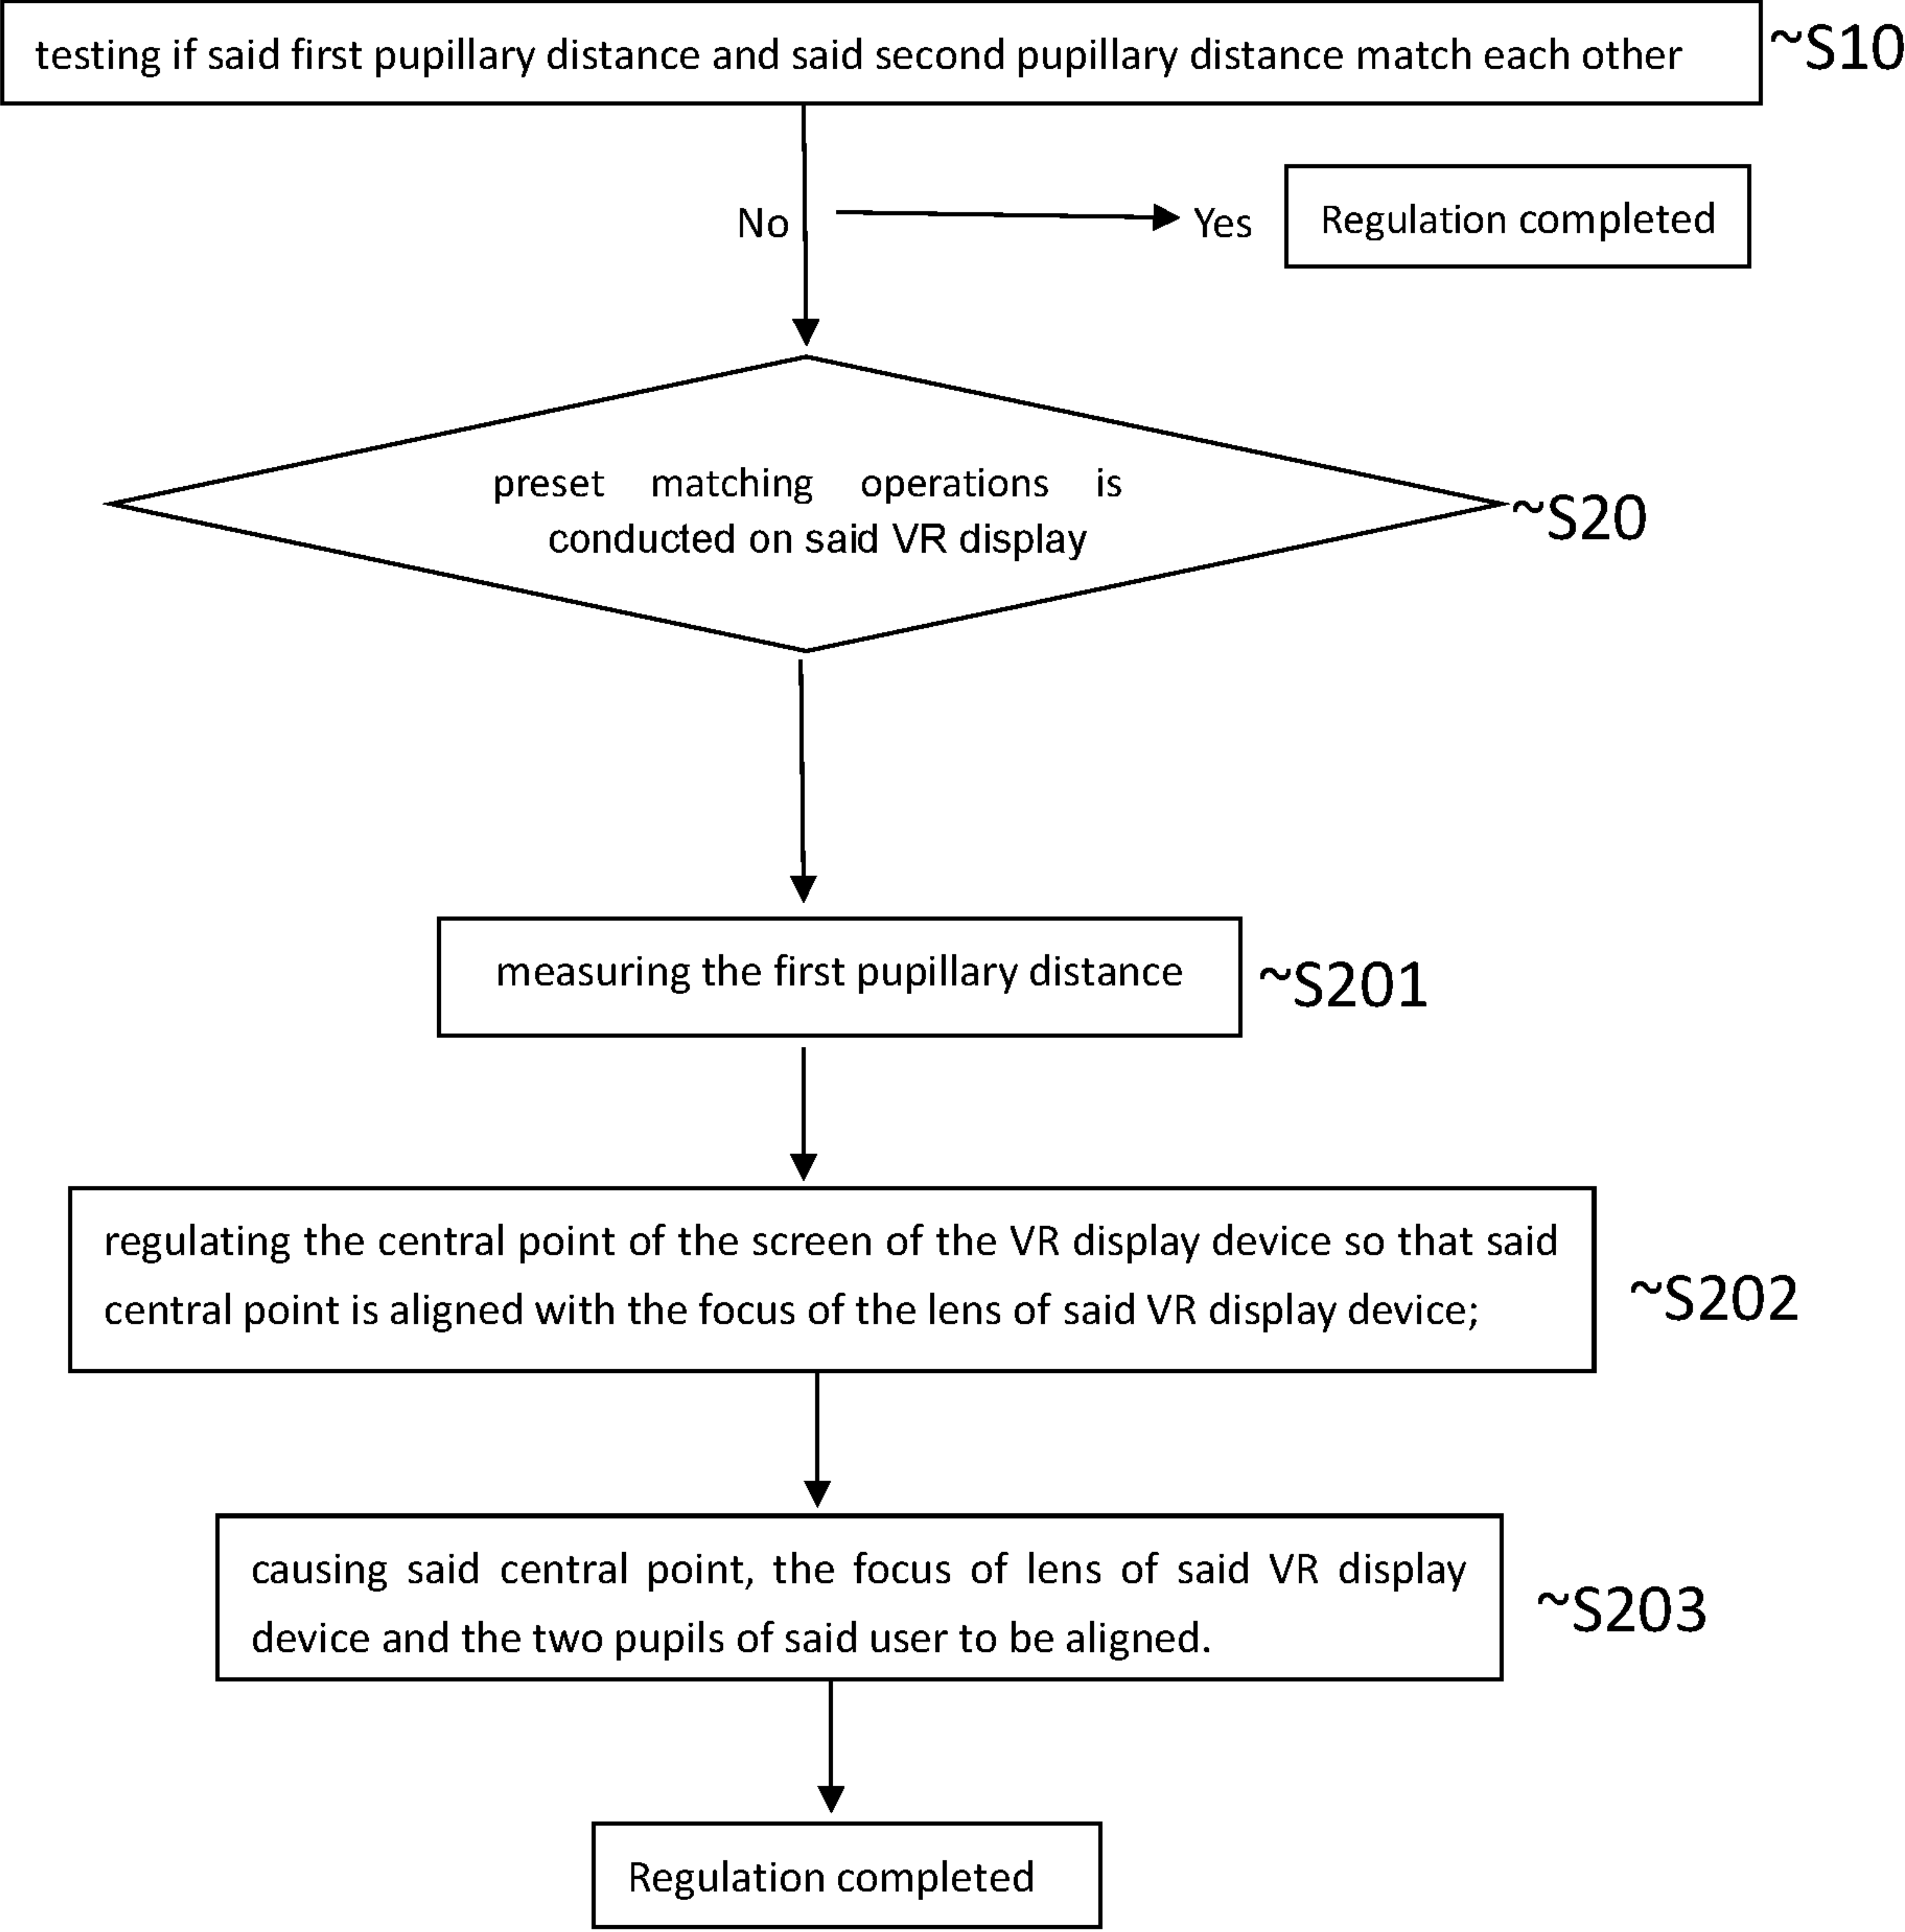 testing if said first pupillary distance and said second pupillary distance match each other
~S10
No
Yes
Regulation completed
preset matching operations is
conducted on said VR display
~S20
measuring the first pupillary distance
~S201
regulating the central point of the screen of the VR display device so that said
central point is aligned with the focus of the lens of said VR display device;
~S202
causing said central point, the focus of lens of said VR display
device and the two pupils of said user to be aligned.
~S203
Regulation completed